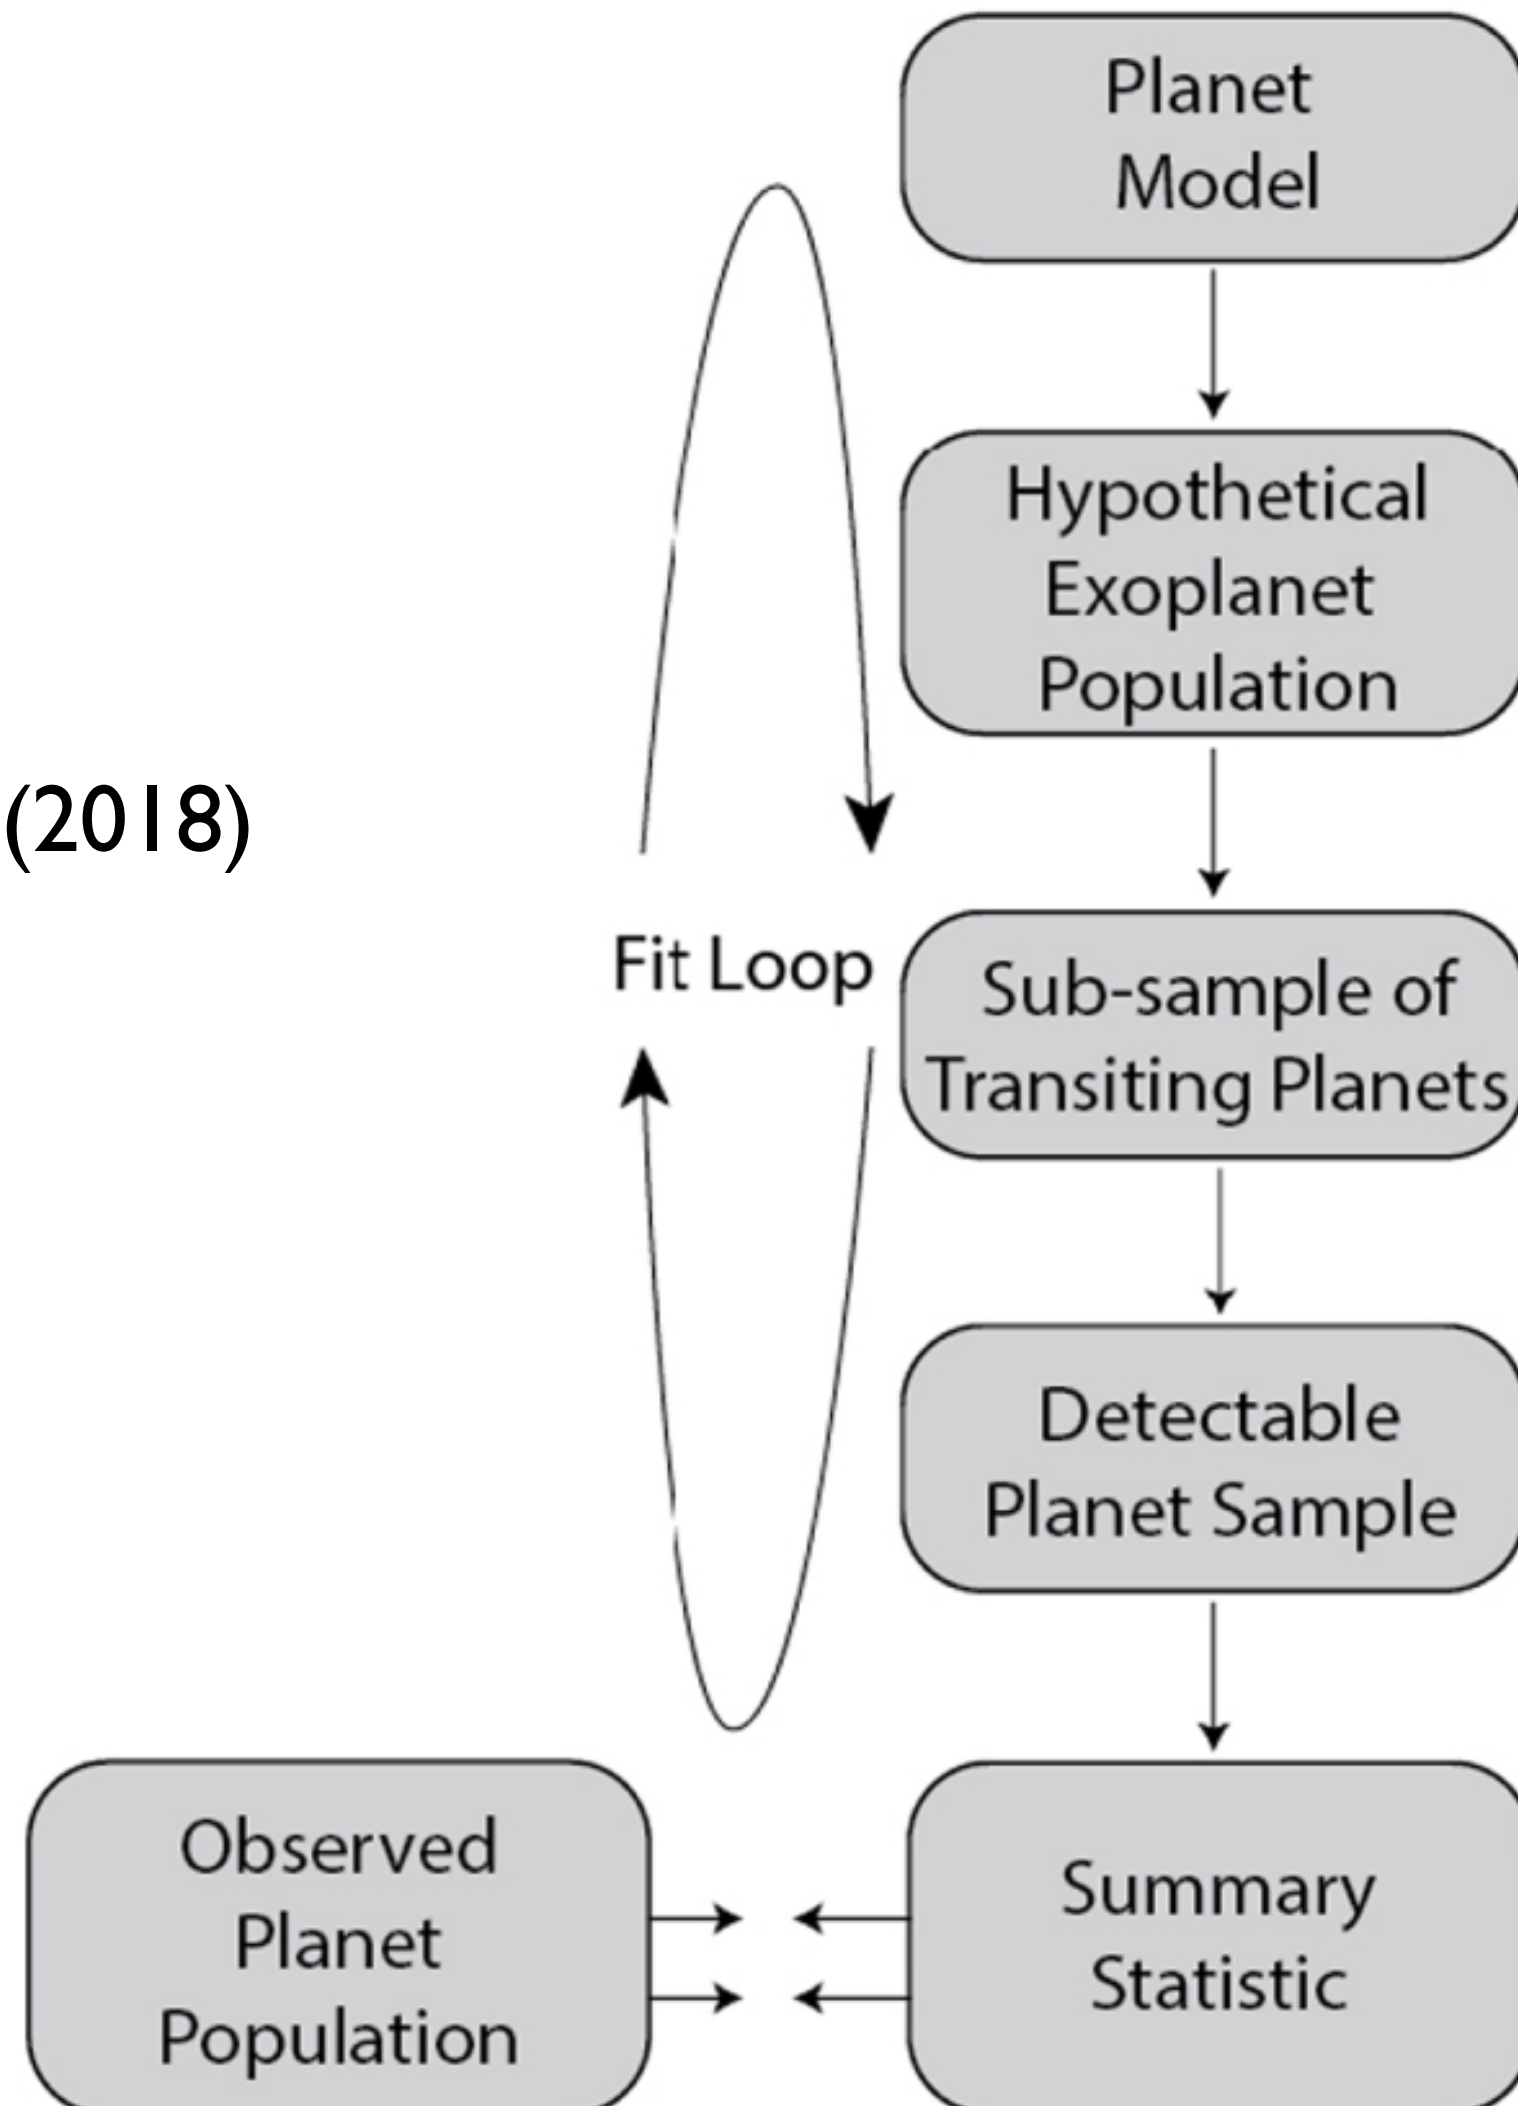 Planet
Model
Hypothetical
Exoplanet
Population
(2018)
Fit Loop
Sub-sample of
Transiting Planets
Detectable
Planet Sample
Observed
Planet
Population
Summary
Statistic